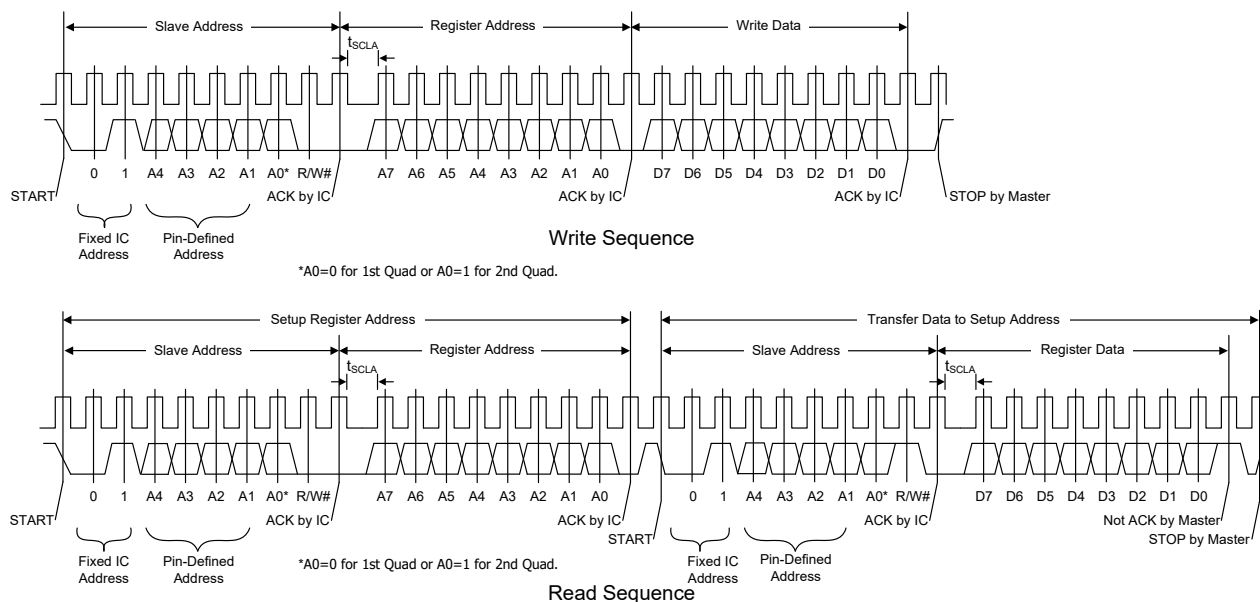 Slave Address Register Address Write Data
tSCLA
0 1 A4 A3 A2 A1 A0* R/W# A7 A6 A5 A4 A3 A2 A1 A0 D7 D6 D5 D4 D3 D2 D1 D0
START ACK by IC ACK by IC ACK by IC STOP by Master
Fixed IC Address
Pin-Defined Address
Write Sequence
*A0=0 for 1st Quad or A0=1 for 2nd Quad.
Setup Register Address Transfer Data to Setup Address
Slave Address Register Address Slave Address Register Data
tSCLA tSCLA
0 1 A4 A3 A2 A1 A0* R/W# A7 A6 A5 A4 A3 A2 A1 A0 0 1 A4 A3 A2 A1 A0* R/W# D7 D6 D5 D4 D3 D2 D1 D0
START ACK by IC ACK by IC ACK by IC Not ACK by Master
START STOP by Master
Fixed IC Address
Pin-Defined Address
*A0=0 for 1st Quad or A0=1 for 2nd Quad.
Fixed IC Address
Pin-Defined Address
Read Sequence